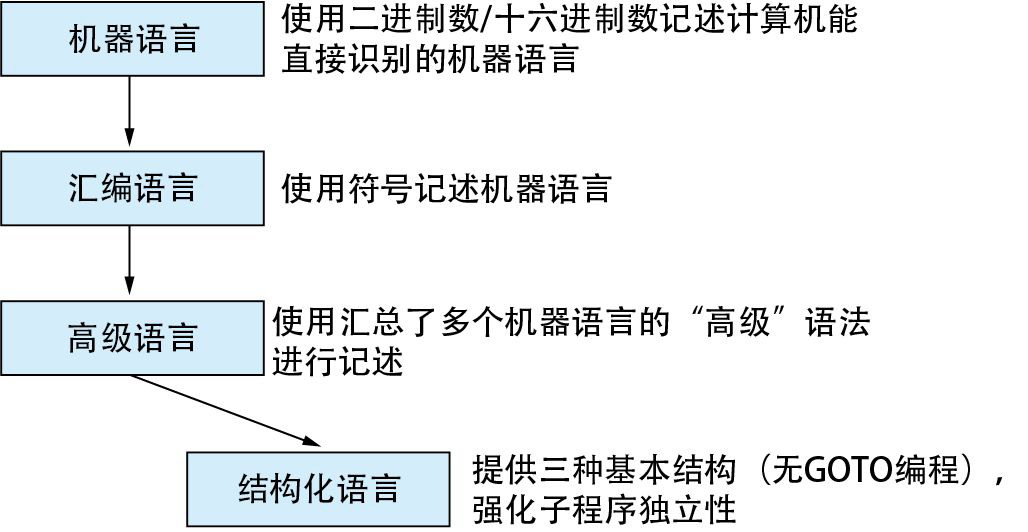 机器语言
使用二进制数/十六进制数记述计算机能
直接识别的机器语言
汇编语言
使用符号记述机器语言
高级语言
使用汇总了多个机器语言的“高级”语法
进行记述
结构化语言
提供三种基本结构（无GOTO编程）,
强化子程序独立性